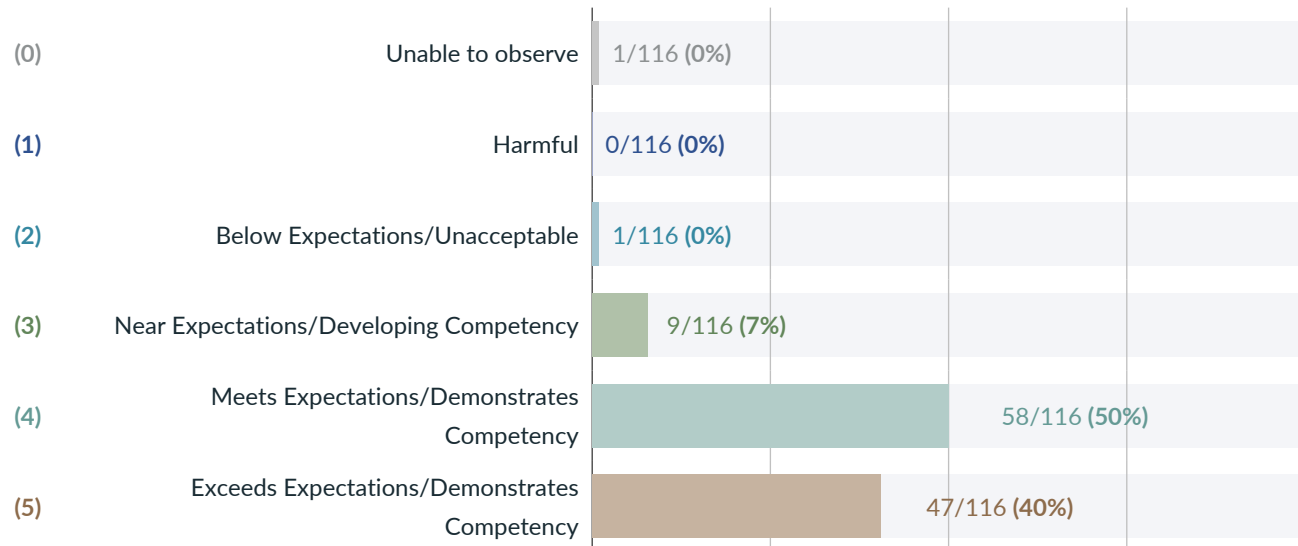 (0) Unable to observe 1/116 (0%)
(1) Harmful 0/116 (0%)
(2) Below Expectations/Unacceptable 1/116 (0%)
(3) Near Expectations/Developing Competency 9/116 (7%)
Meets Expectations/Demonstrates
(4) Competency 58/116 (50%)
Exceeds Expectations/Demonstrates
(5) Competency 47/116 (40%)